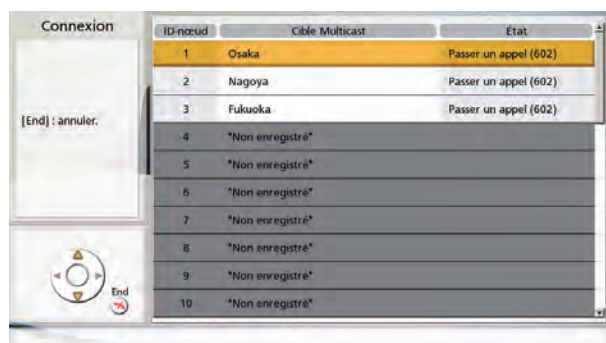 Connexion
[End] : annuler.
End
ID-nœud Cible Multicast État
1 Osaka Passer un appel (602)
2 Nagoya Passer un appel (602)
3 Fukuoka Passer un appel (602)
4 *Non enregistré*
5 *Non enregistré*
6 *Non enregistré*
7 *Non enregistré*
8 *Non enregistré*
9 *Non enregistré*
10 *Non enregistré*